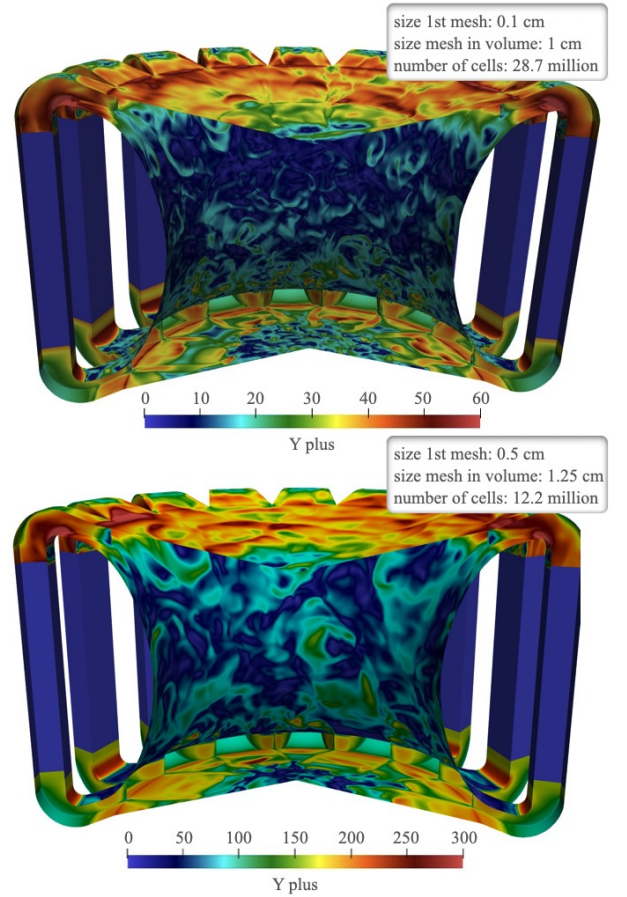 size 1st mesh: 0.1 cm
size mesh in volume: 1 cm
number of cells: 28.7 million
0 10 20 30 40 50 60
Y plus
size 1st mesh: 0.5 cm
size mesh in volume: 1.25 cm
number of cells: 12.2 million
0 50 100 150 200 250 300
Y plus